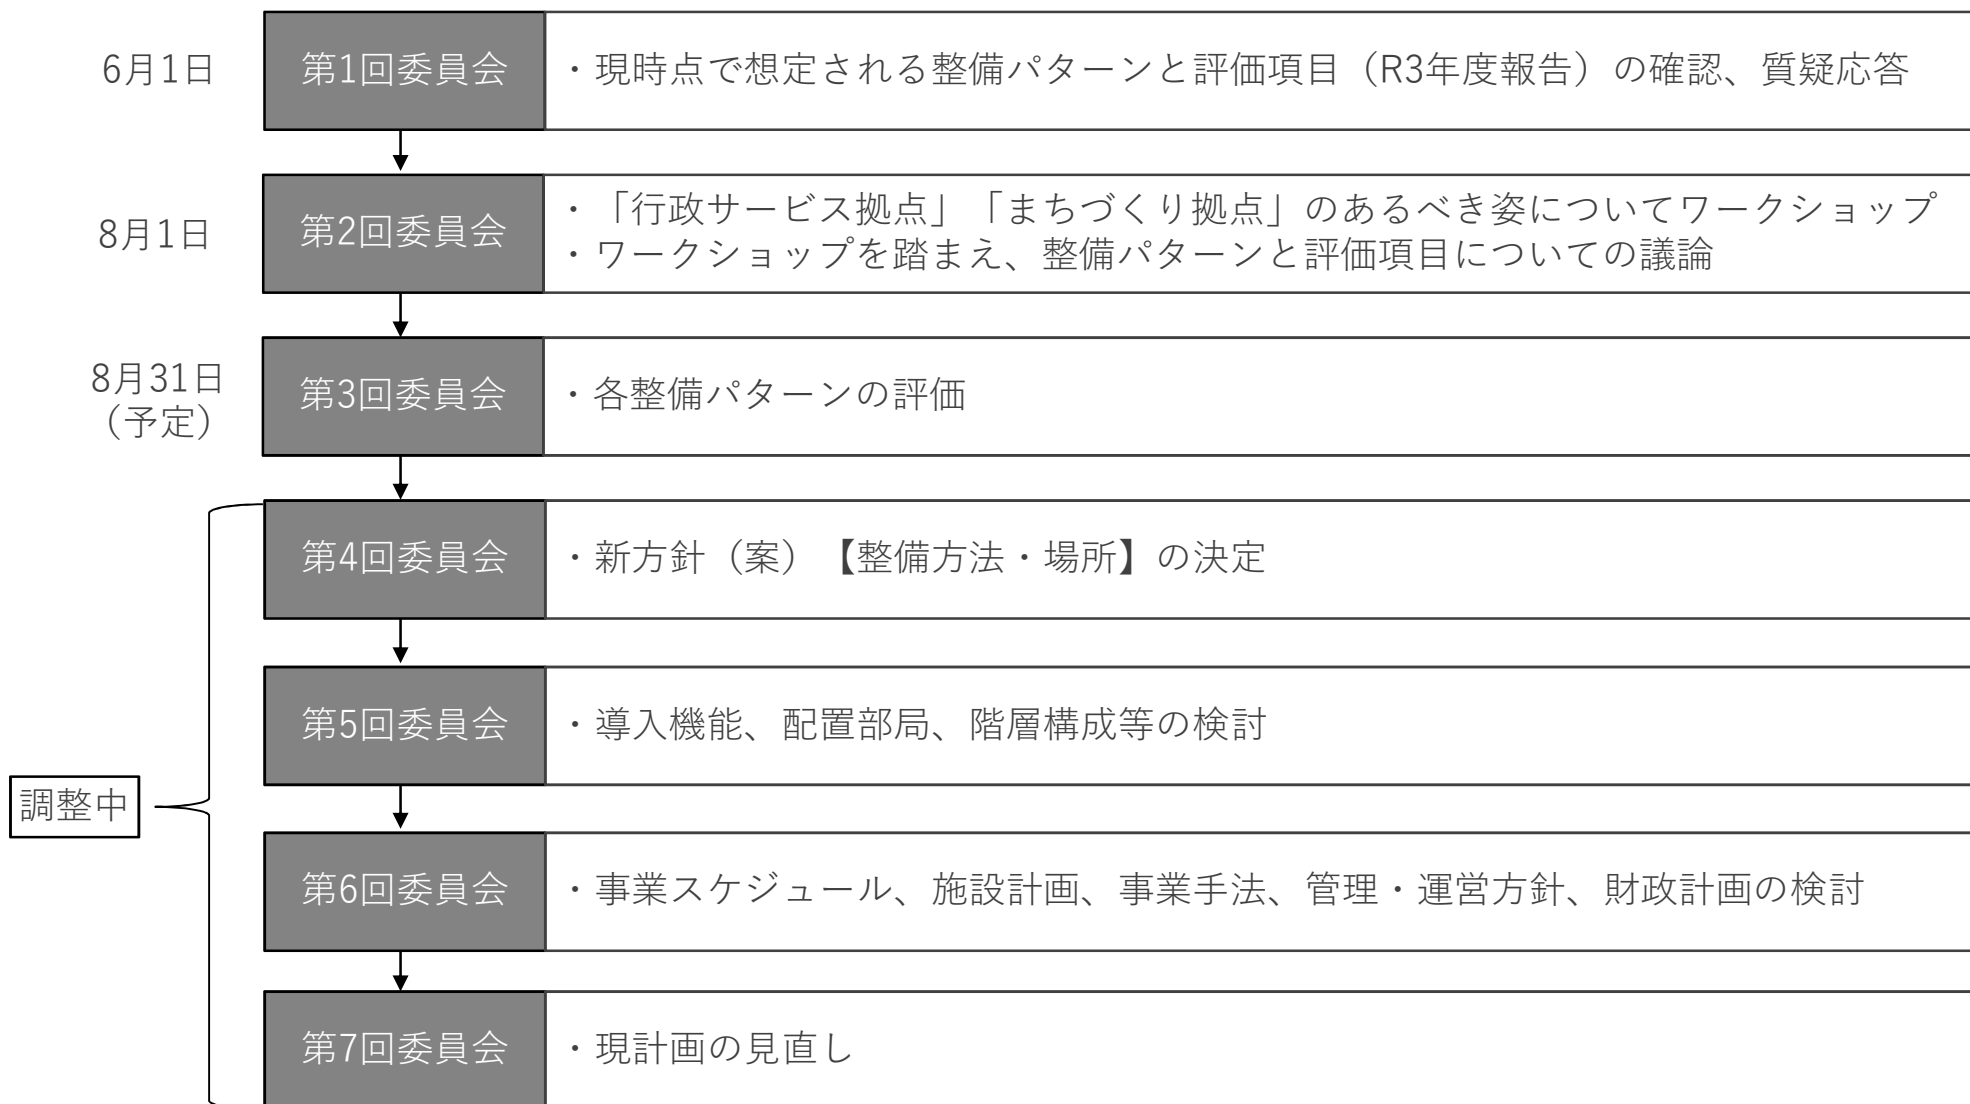 6月1日
第1回委員会
・現時点で想定される整備パターンと評価項目（R3年度報告）の確認、質疑応答
8月1日
第2回委員会
・「行政サービス拠点」「まちづくり拠点」のあるべき姿についてワークショップ
・ワークショップを踏まえ、整備パターンと評価項目についての議論
8月31日
（予定）
第3回委員会
・各整備パターンの評価
第4回委員会
・新方針（案）【整備方法・場所】の決定
第5回委員会
・導入機能、配置部局、階層構成等の検討
調整中
第6回委員会
・事業スケジュール、施設計画、事業手法、管理・運営方針、財政計画の検討
第7回委員会
・現計画の見直し